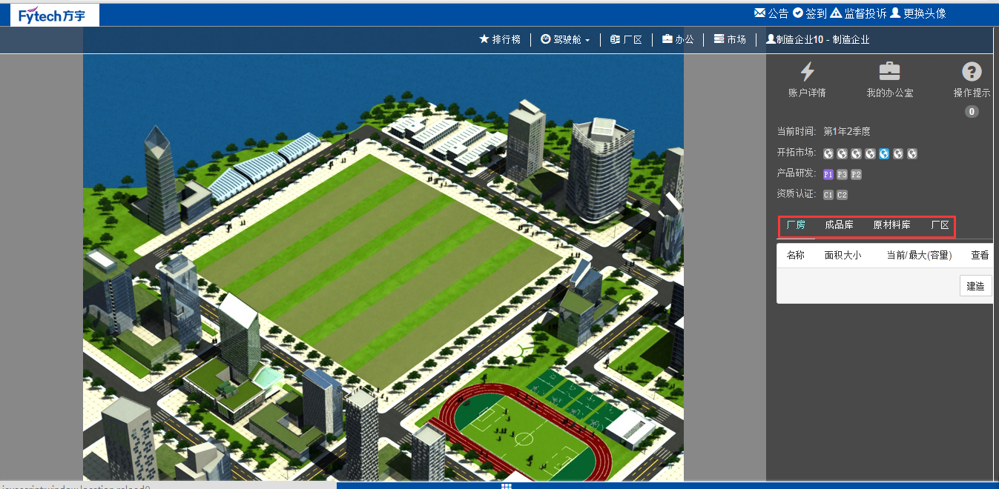 Fytech方宇
公告 签到 监督投诉 更换头像
排行榜 驾驶舱 厂区 办公 市场 制造企业10 - 制造企业
账户详情 我的办公室 操作提示
0
当前时间: 第1年2季度
开拓市场:
产品研发: P1 P3 P2
资质认证: C1 C2
厂房 成品库 原材料库 厂区
名称 面积大小 当前/最大(容量) 查看
建造